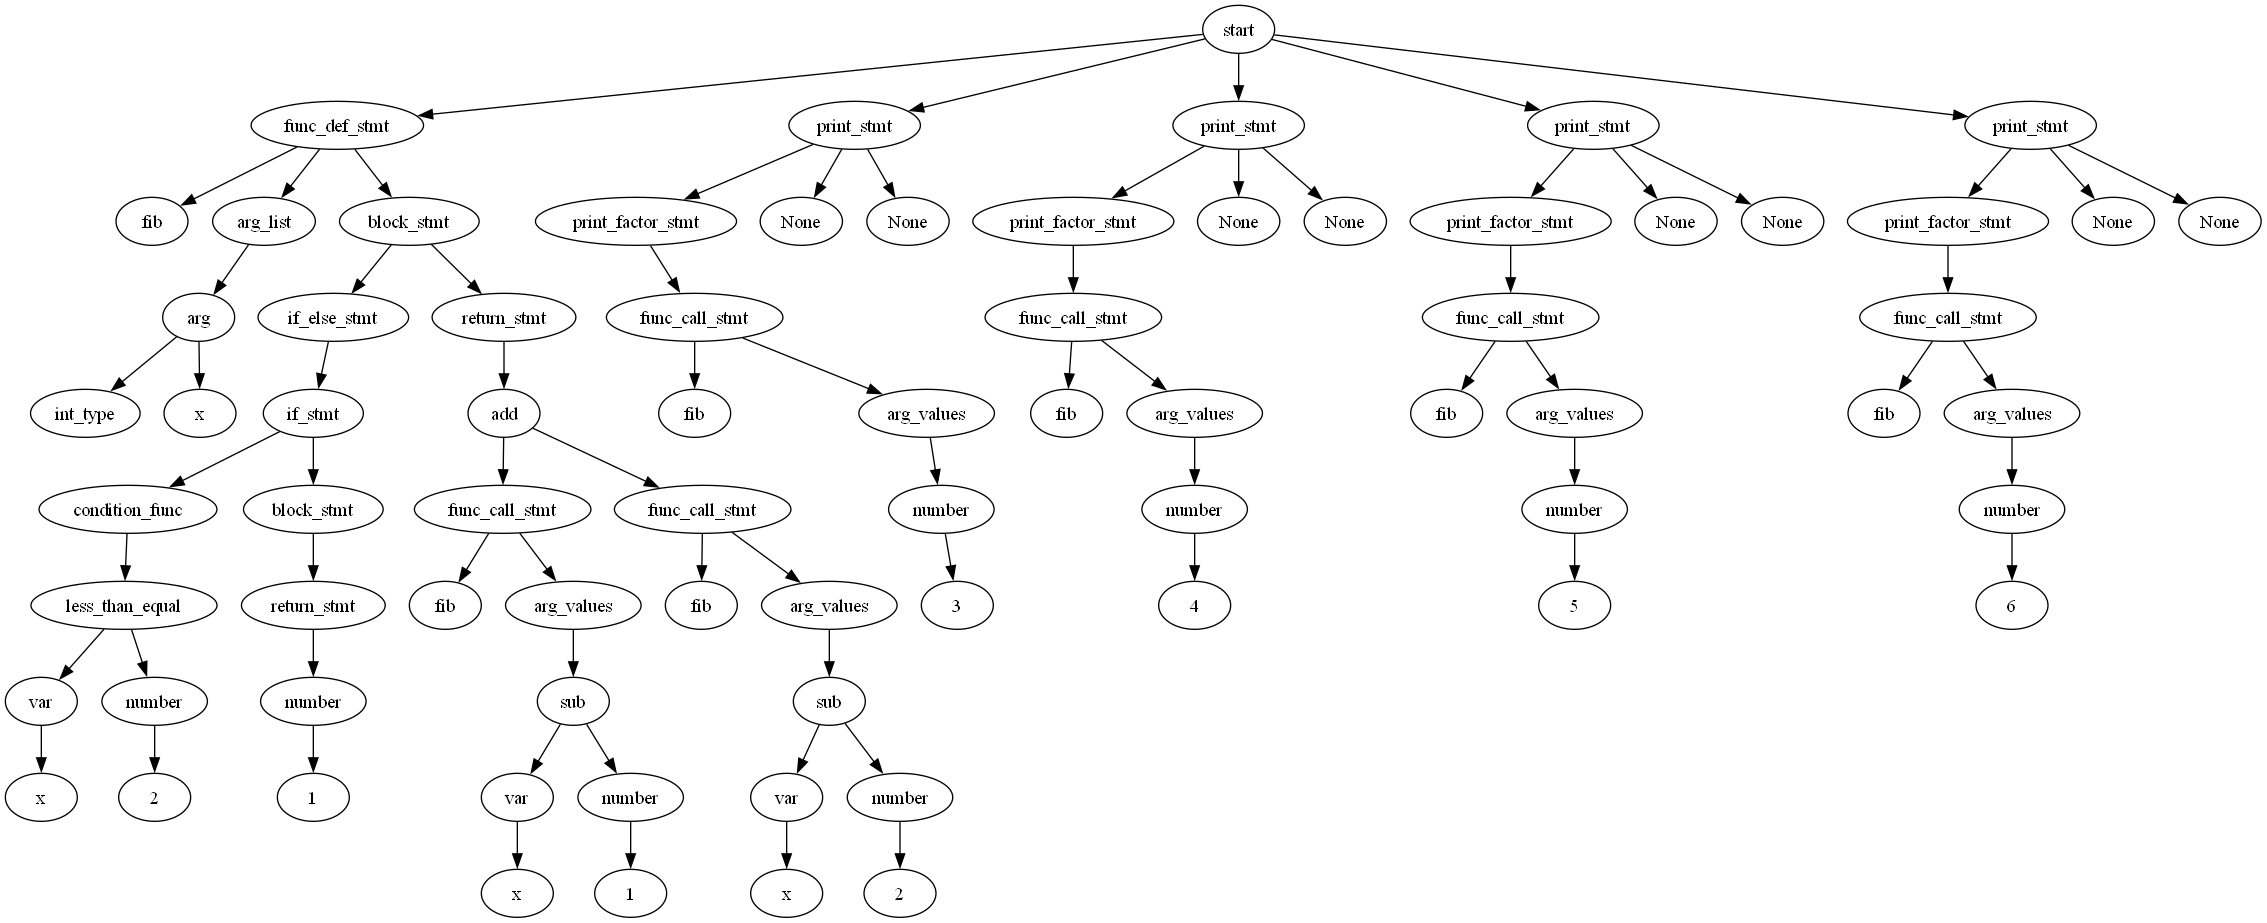 start
func_def_stmt print_stmt print_stmt print_stmt print_stmt
fib arg_list block_stmt print_factor_stmt None None print_factor_stmt None None print_factor_stmt None None print_factor_stmt None None
arg if_else_stmt return_stmt func_call_stmt func_call_stmt func_call_stmt func_call_stmt
int_type x if_stmt add fib arg_values fib arg_values fib arg_values fib arg_values
condition_func block_stmt func_call_stmt func_call_stmt number number number number
less_than_equal return_stmt fib arg_values fib arg_values 3 4 5 6
var number number sub sub
x 2 1 var number var number
x 1 x 2